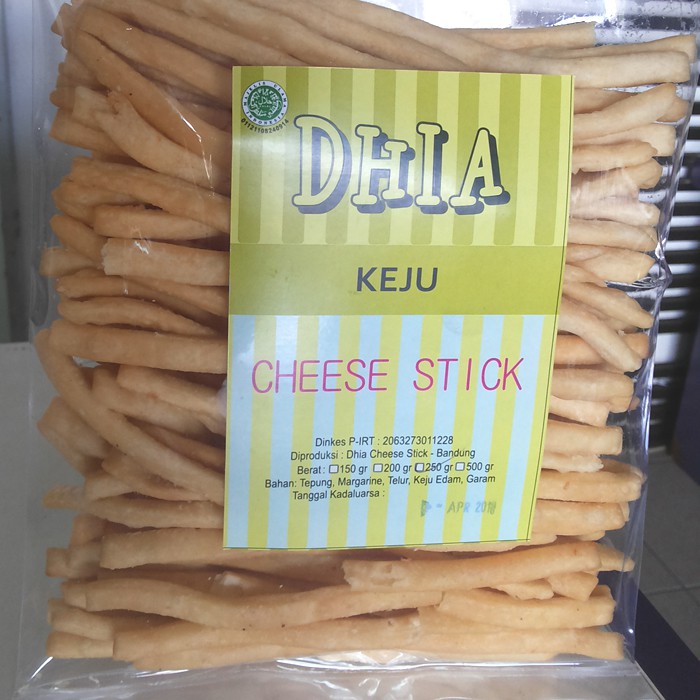 DHIA
KEJU
CHEESE STICK
Dinkes P-IRT : 2063273011228
Diproduksi : Dhia Cheese Stick - Bandung
Berat : 150 gr 200 gr 250 gr 500 gr
Bahan: Tepung, Margarine, Telur, Keju Edam, Garam
Tanggal Kadaluarsa :
APR